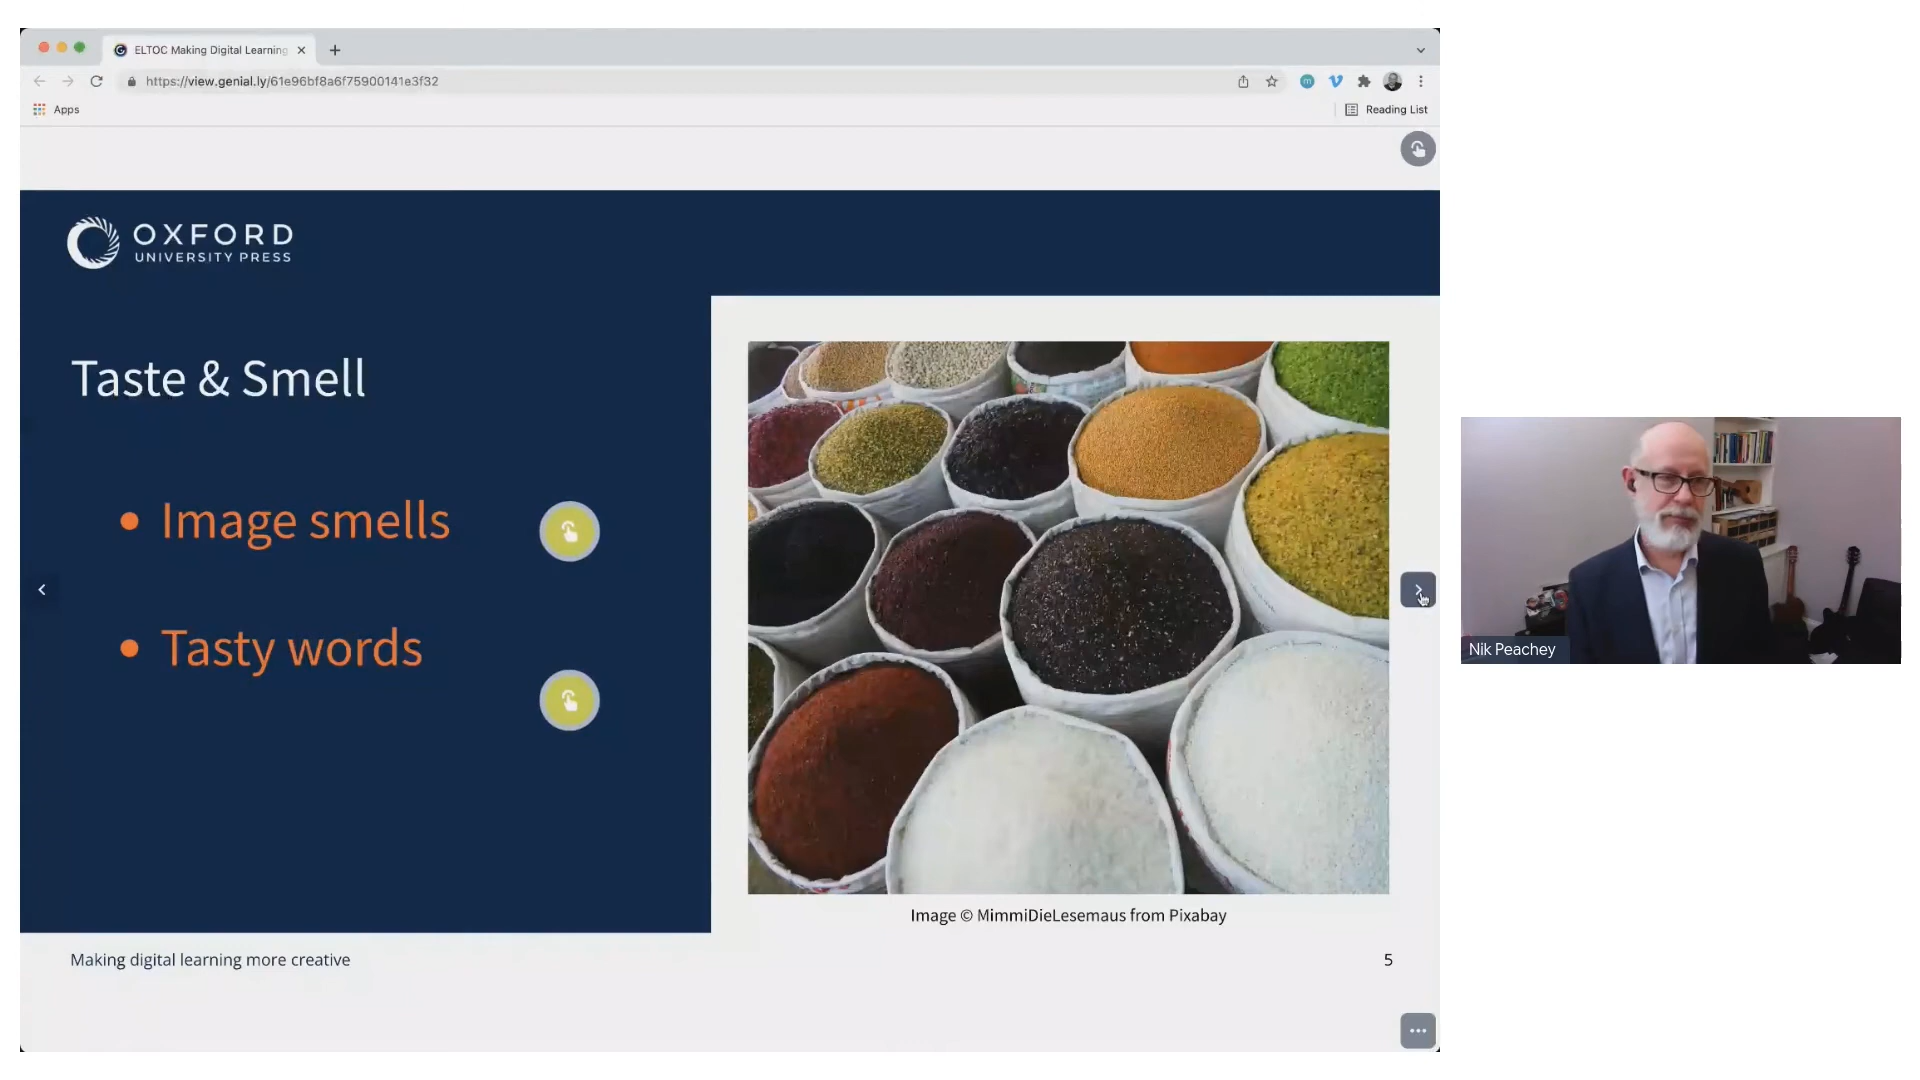 ELTOC Making Digital Learning
https://view.genial.ly/61e96bf8a6f75900141e3f32
Apps
Reading List
OXFORD
UNIVERSITY PRESS
Taste & Smell
• Image smells
• Tasty words
Image © MimmiDieLesemaus from Pixabay
Making digital learning more creative
5
Nik Peachey